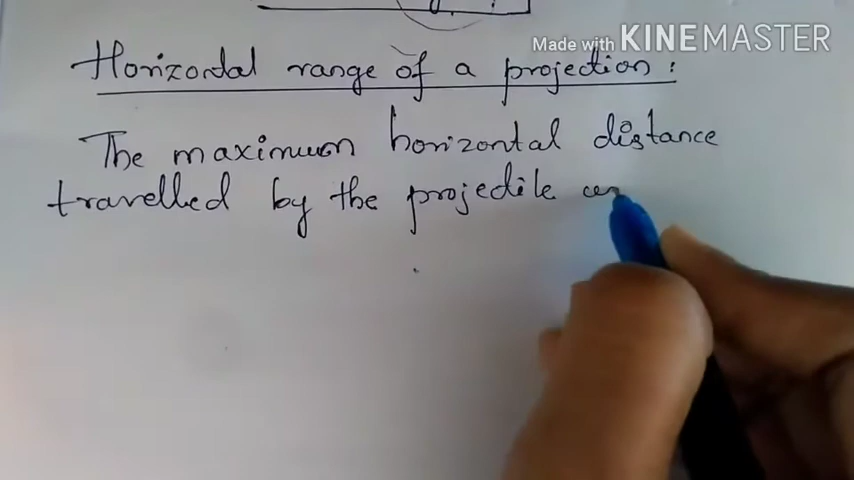 Made with KINEMASTER
Horizontal range of a projection :
The maximum horizontal distance
travelled by the projectile